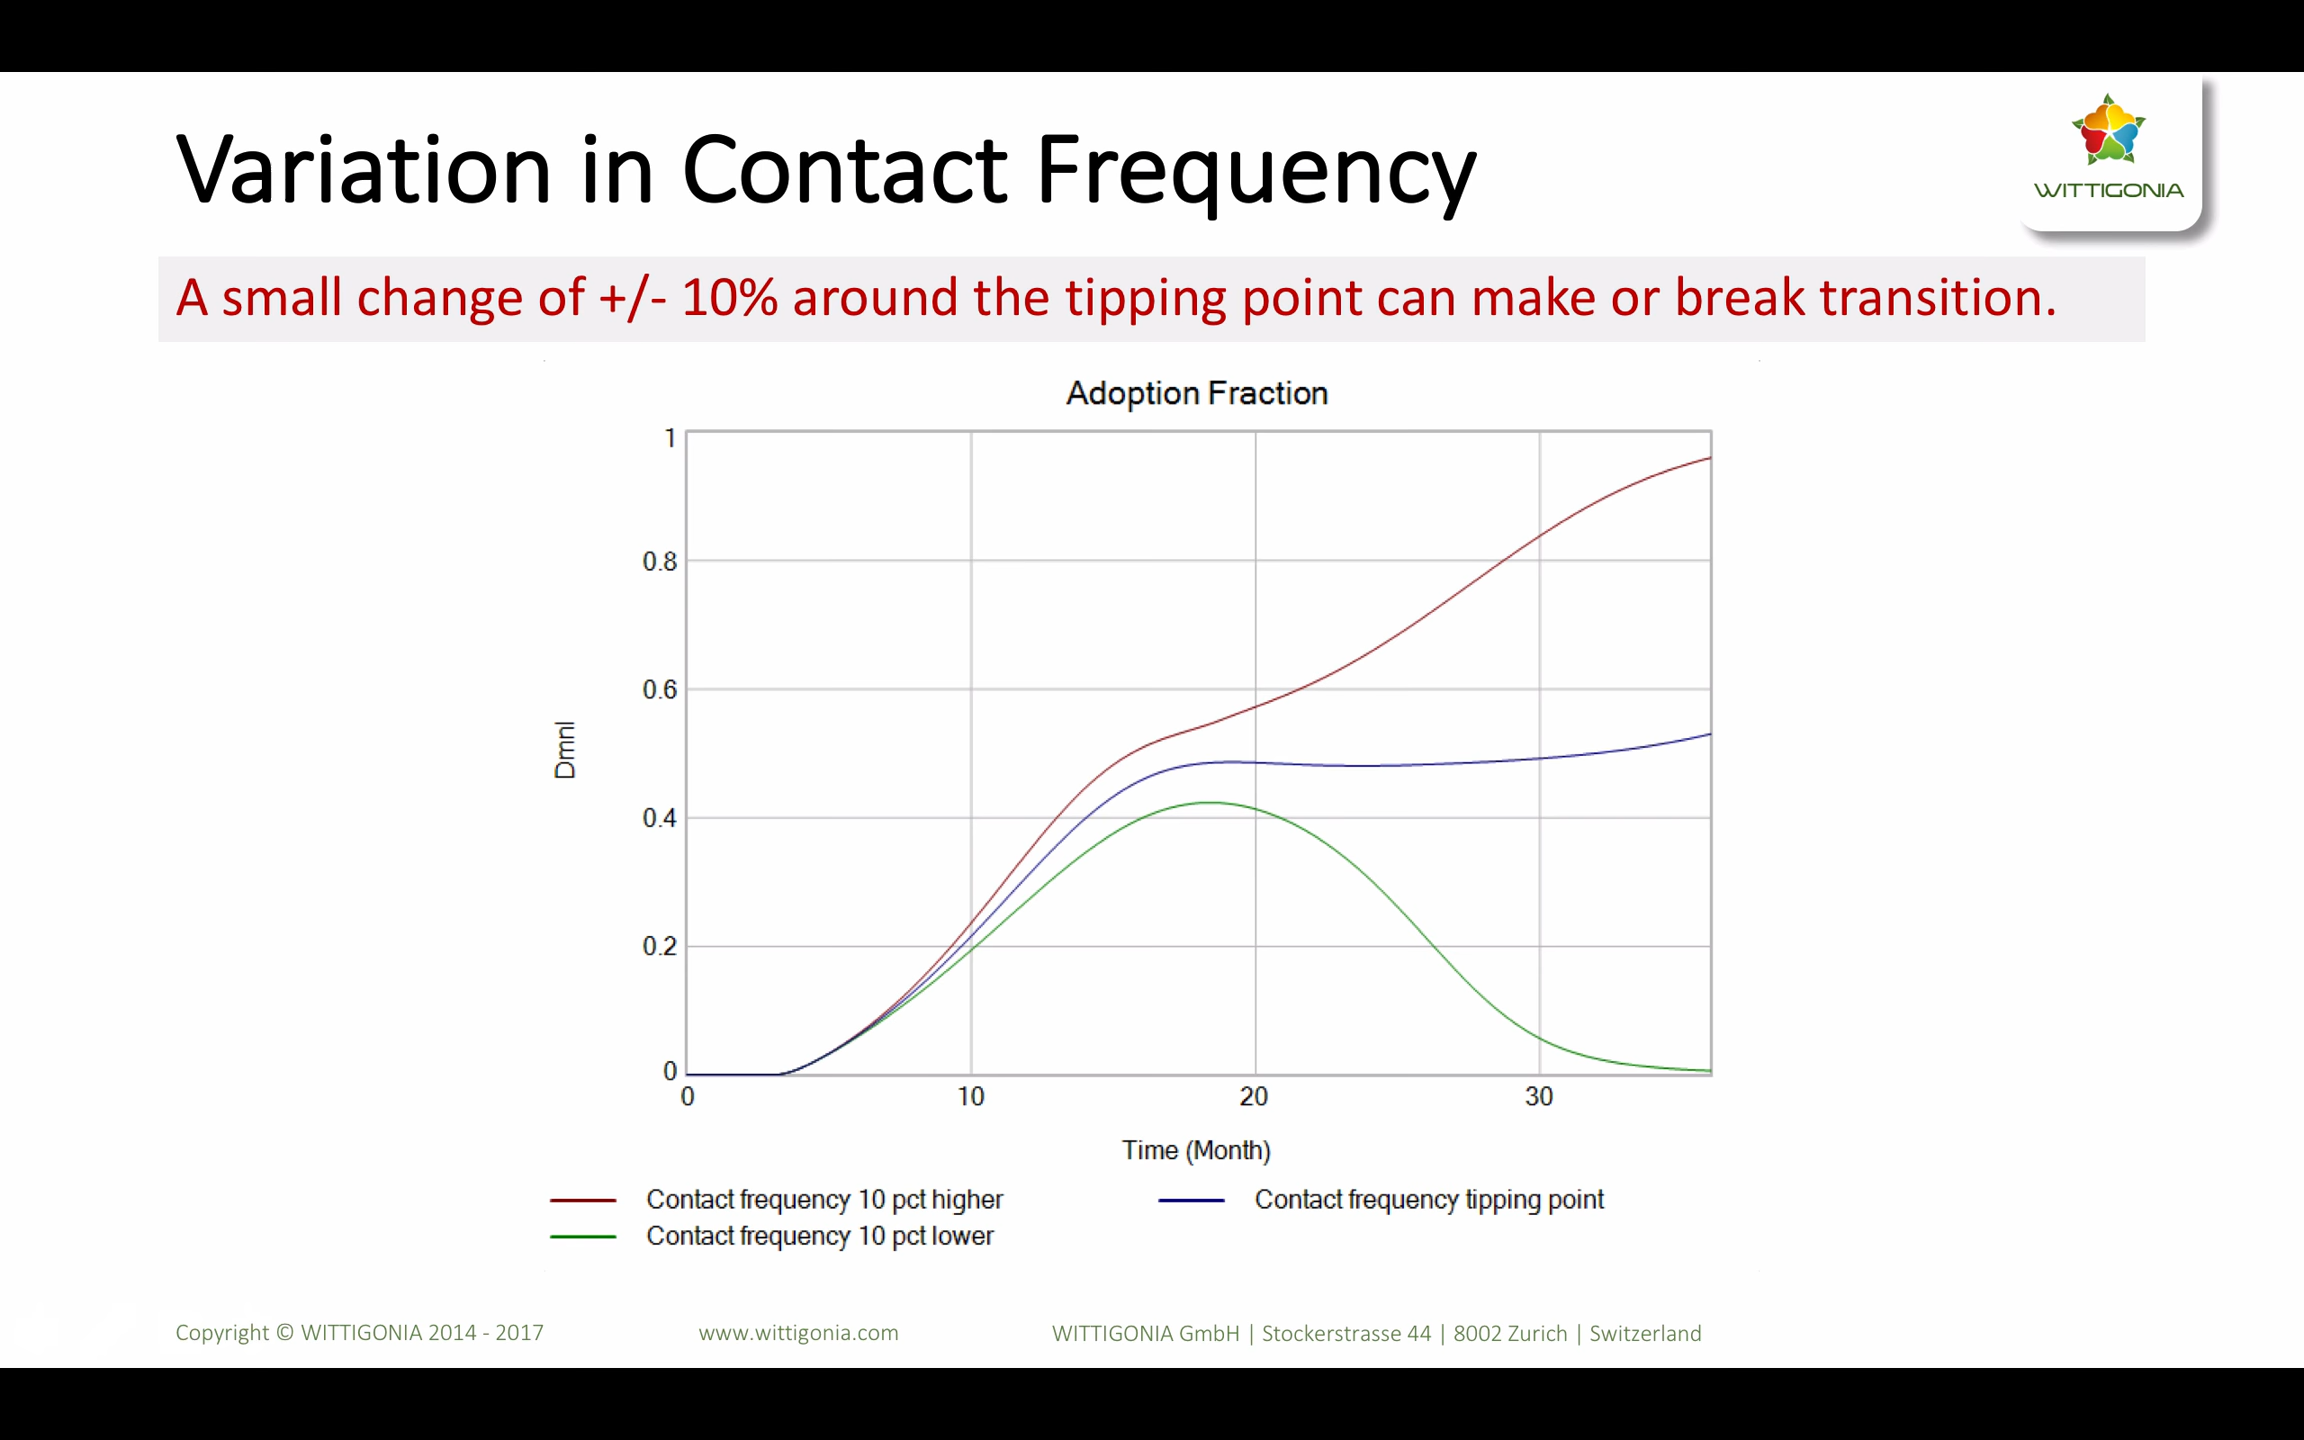 Variation in Contact Frequency
WITTIGONIA
A small change of +/- 10% around the tipping point can make or break transition.
Adoption Fraction
1
0.8
0.6
0.4
0.2
0
Dmnl
0 10 20 30
Time (Month)
Contact frequency 10 pct higher Contact frequency tipping point
Contact frequency 10 pct lower
Copyright © WITTIGONIA 2014 - 2017 www.wittigonia.com WITTIGONIA GmbH | Stockerstrasse 44 | 8002 Zurich | Switzerland